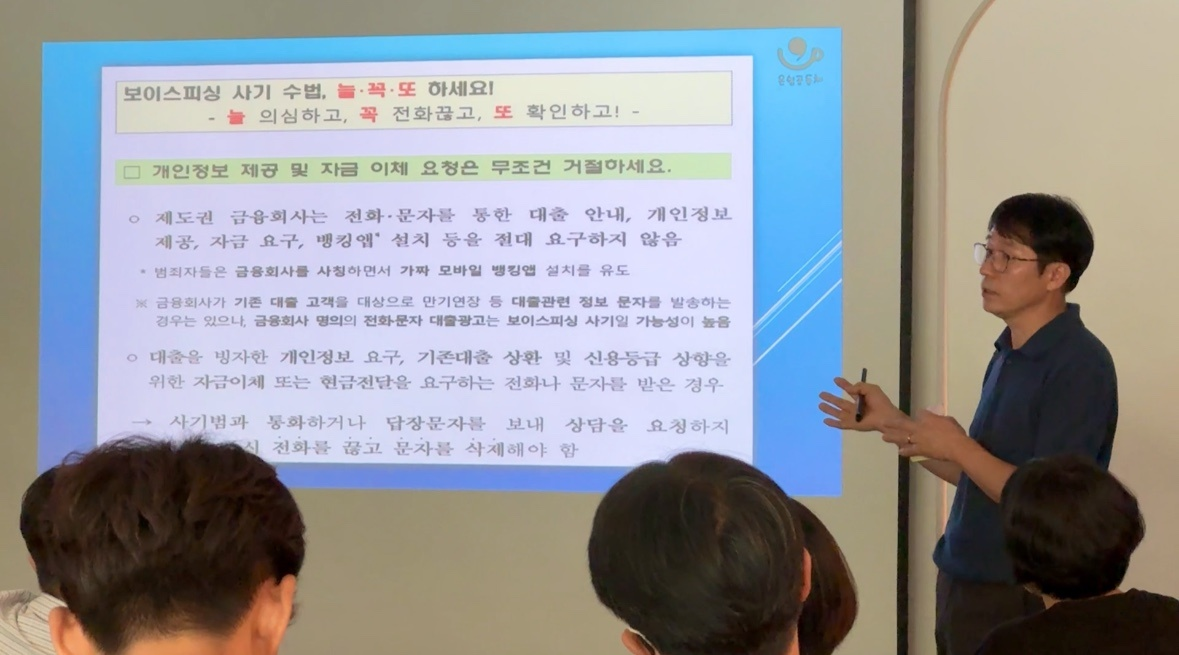 보이스피싱 사기 수법, 늘·꼭·또 하세요!
- 늘 의심하고, 꼭 전화끊고, 또 확인하고! -
□ 개인정보 제공 및 자금 이체 요청은 무조건 거절하세요.
○ 제도권 금융회사는 전화·문자를 통한 대출 안내, 개인정보
제공, 자금 요구, 뱅킹앱* 설치 등을 절대 요구하지 않음
* 범죄자들은 금융회사를 사칭하면서 가짜 모바일 뱅킹앱 설치를 유도
※ 금융회사가 기존 대출 고객을 대상으로 만기연장 등 대출관련 정보 문자를 발송하는
경우는 있으나, 금융회사 명의의 전화·문자 대출광고는 보이스피싱 사기일 가능성이 높음
○ 대출을 빙자한 개인정보 요구, 기존대출 상환 및 신용등급 상향을
위한 자금이체 또는 현금전달을 요구하는 전화나 문자를 받은 경우
→ 사기범과 통화하거나 답장문자를 보내 상담을 요청하지
전화를 끊고 문자를 삭제해야 함